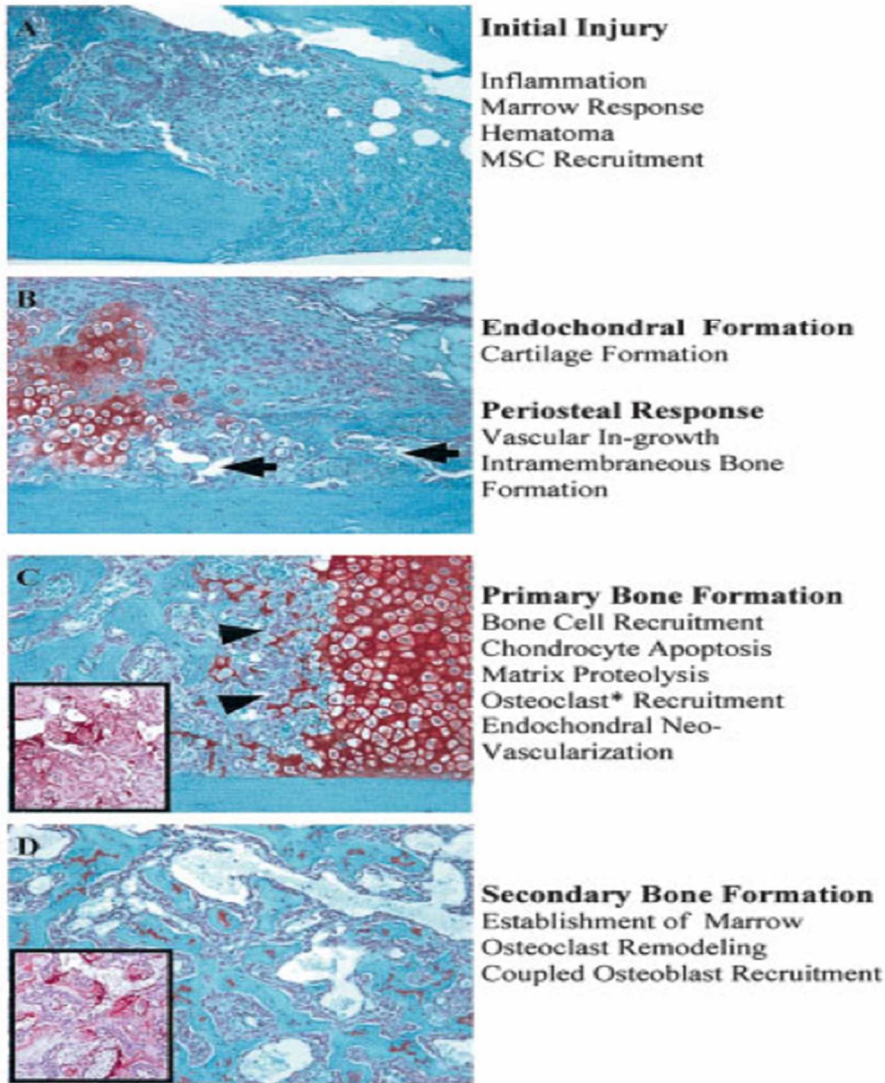 A
Initial Injury
Inflammation
Marrow Response
Hematoma
MSC Recruitment
B
Endochondral Formation
Cartilage Formation
Periosteal Response
Vascular In-growth
Intramembraneous Bone
Formation
C
Primary Bone Formation
Bone Cell Recruitment
Chondrocyte Apoptosis
Matrix Proteolysis
Osteoclast* Recruitment
Endochondral Neo-
Vascularization
D
Secondary Bone Formation
Establishment of Marrow
Osteoclast Remodeling
Coupled Osteoblast Recruitment